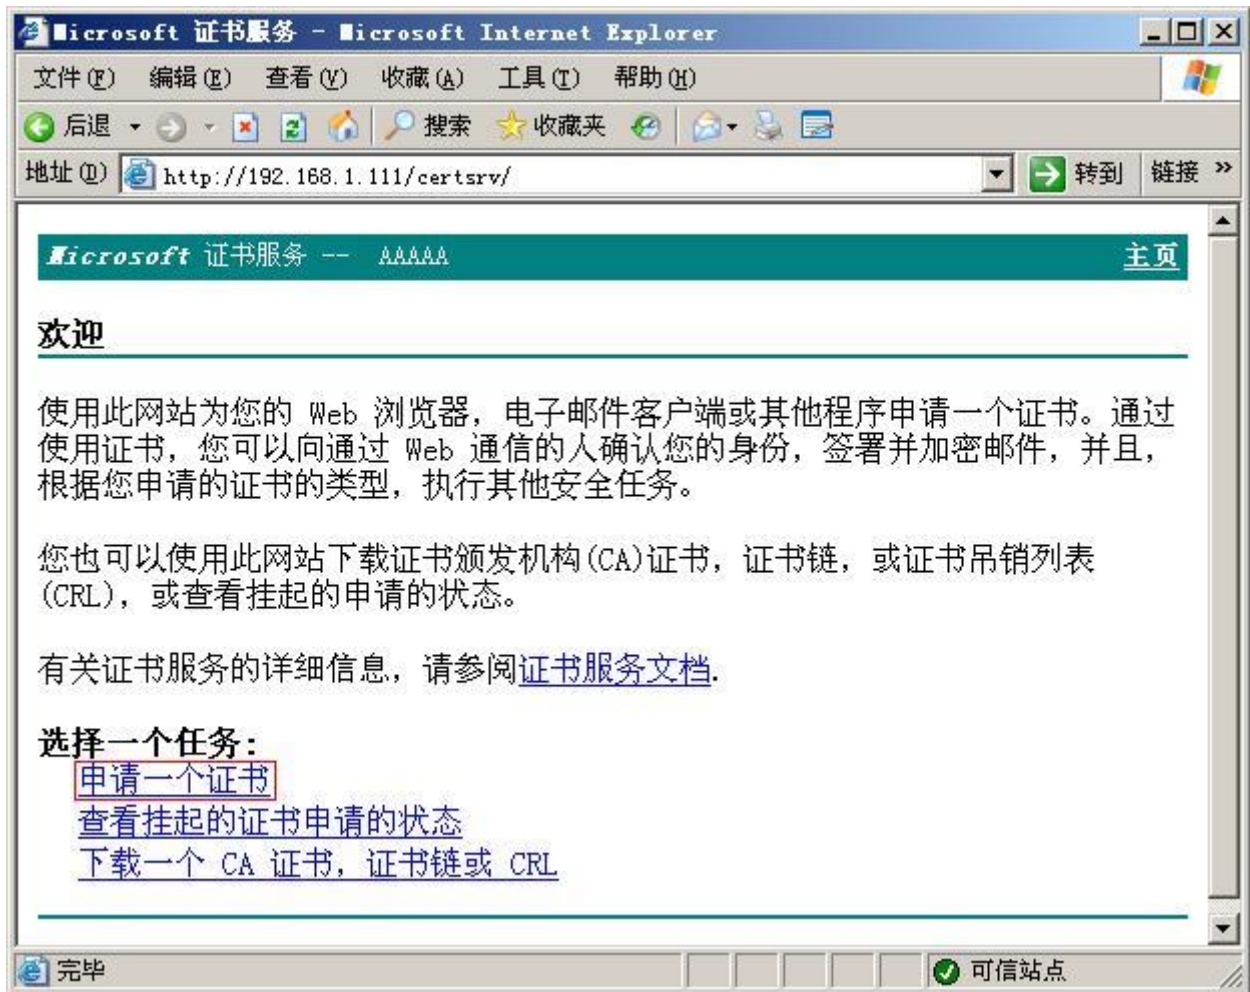 Microsoft 证书服务 - Microsoft Internet Explorer
文件(F) 编辑(E) 查看(V) 收藏(A) 工具(T) 帮助(H)
后退 搜索 收藏夹
地址(D) http://192.168.1.111/certsrv/ 转到 链接 »
Microsoft 证书服务 -- AAAAA 主页
欢迎
使用此网站为您的 Web 浏览器，电子邮件客户端或其他程序申请一个证书。通过
使用证书，您可以向通过 Web 通信的人确认您的身份，签署并加密邮件，并且，
根据您申请的证书的类型，执行其他安全任务。
您也可以使用此网站下载证书颁发机构(CA)证书，证书链，或证书吊销列表
(CRL)，或查看挂起的申请的状态。
有关证书服务的详细信息，请参阅证书服务文档.
选择一个任务:
申请一个证书
查看挂起的证书申请的状态
下载一个 CA 证书，证书链或 CRL
完毕 可信站点